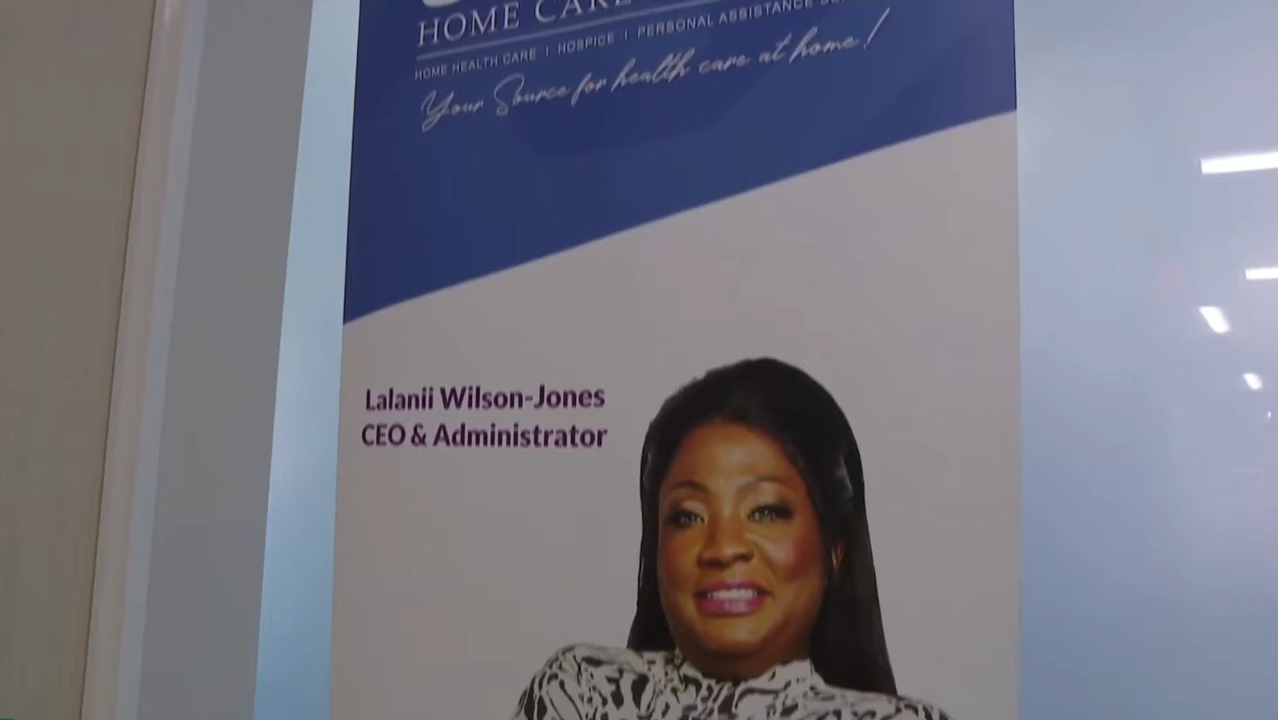 HOME CARE
HOME HEALTH CARE | HOSPICE | PERSONAL ASSISTANCE
Your Source for health care at home!
Lalanii Wilson-Jones
CEO & Administrator